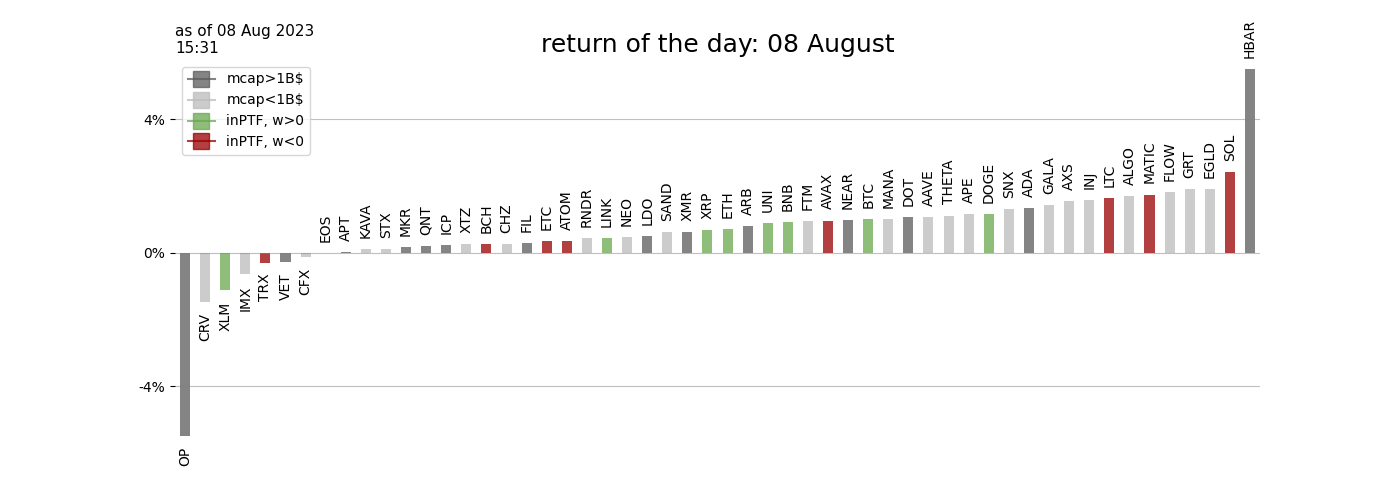 as of 08 Aug 2023
15:31
return of the day: 08 August
mcap>1B$
mcap<1B$
inPTF, w>0
inPTF, w<0
4%
0%
-4%
OP
CRV
XLM
IMX
TRX
VET
CFX
EOS
APT
KAVA
STX
MKR
QNT
ICP
XTZ
BCH
CHZ
FIL
ETC
ATOM
RNDR
LINK
NEO
LDO
SAND
XMR
XRP
ETH
ARB
UNI
BNB
FTM
AVAX
NEAR
BTC
MANA
DOT
AAVE
THETA
APE
DOGE
SNX
ADA
GALA
AXS
INJ
LTC
ALGO
MATIC
FLOW
GRT
EGLD
SOL
HBAR